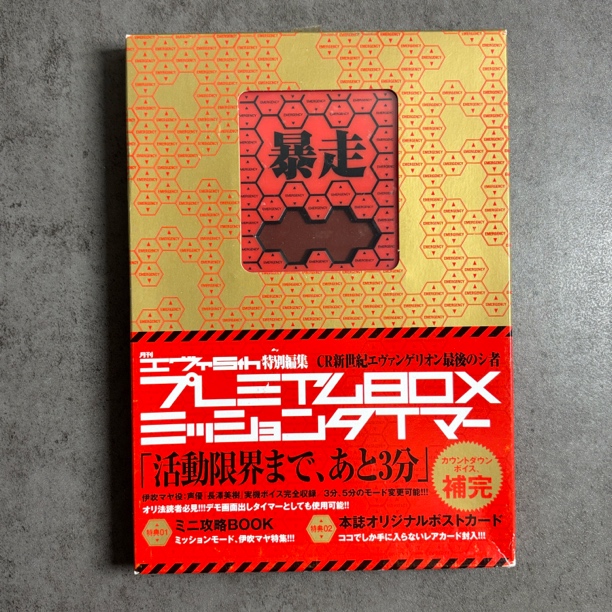 暴走
月刊エヴァ5th特別編集 CR新世紀エヴァンゲリオン最後のシ者
プレミアムBOX
ミッションタイマー
「活動限界まで、あと3分」
カウントダウン
ボイス、
補完
伊吹マヤ役:声優「長沢美樹」実機ボイス完全収録 3分、5分のモード変更可能!!!
オリ法読者必見!!!デモ画面出しタイマーとしても使用可能!!
特典01 ミニ攻略BOOK
ミッションモード、伊吹マヤ特集!!!
特典02 本誌オリジナルポストカード
ココでしか手に入らないレアカード封入!!!
EMERGENCY